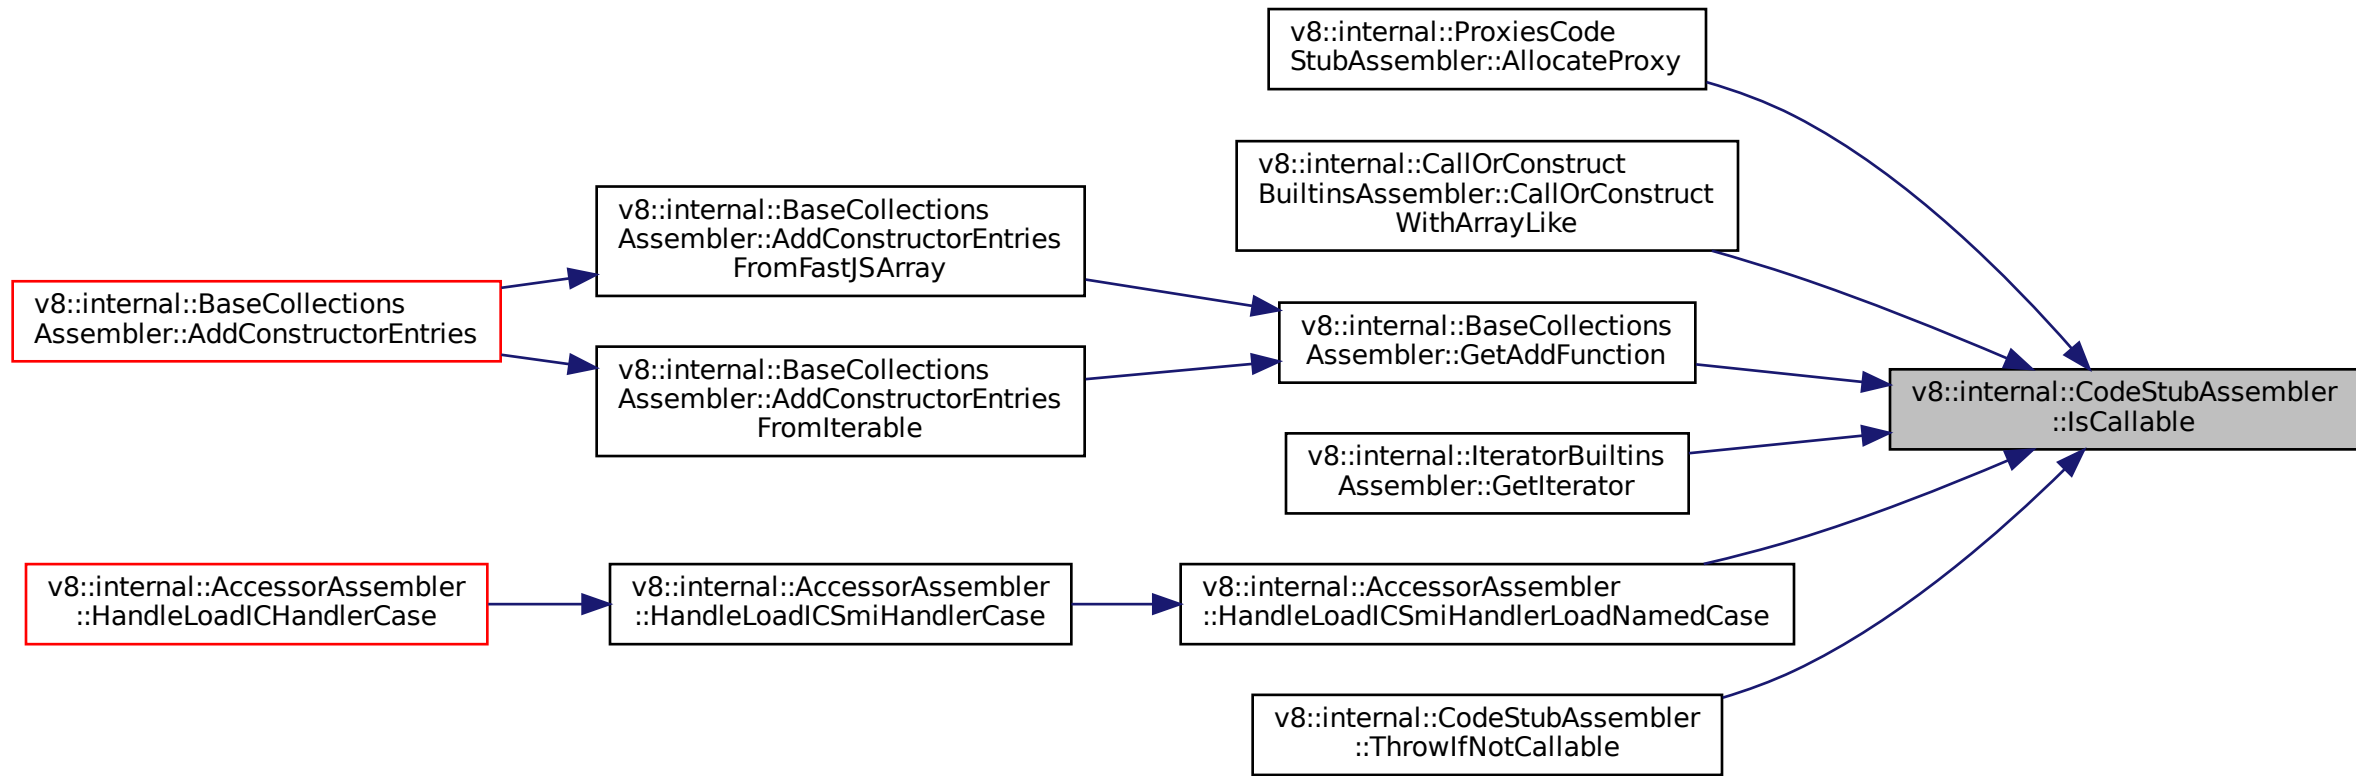 v8::internal::ProxiesCode
StubAssembler::AllocateProxy
v8::internal::CallOrConstruct
BuiltinsAssembler::CallOrConstruct
WithArrayLike
v8::internal::BaseCollections
Assembler::AddConstructorEntries
FromFastJSArray
v8::internal::BaseCollections
Assembler::AddConstructorEntries
v8::internal::BaseCollections
Assembler::GetAddFunction
v8::internal::BaseCollections
Assembler::AddConstructorEntries
FromIterable
v8::internal::CodeStubAssembler
::IsCallable
v8::internal::IteratorBuiltins
Assembler::GetIterator
v8::internal::AccessorAssembler
::HandleLoadICHandlerCase
v8::internal::AccessorAssembler
::HandleLoadICSmiHandlerCase
v8::internal::AccessorAssembler
::HandleLoadICSmiHandlerLoadNamedCase
v8::internal::CodeStubAssembler
::ThrowIfNotCallable